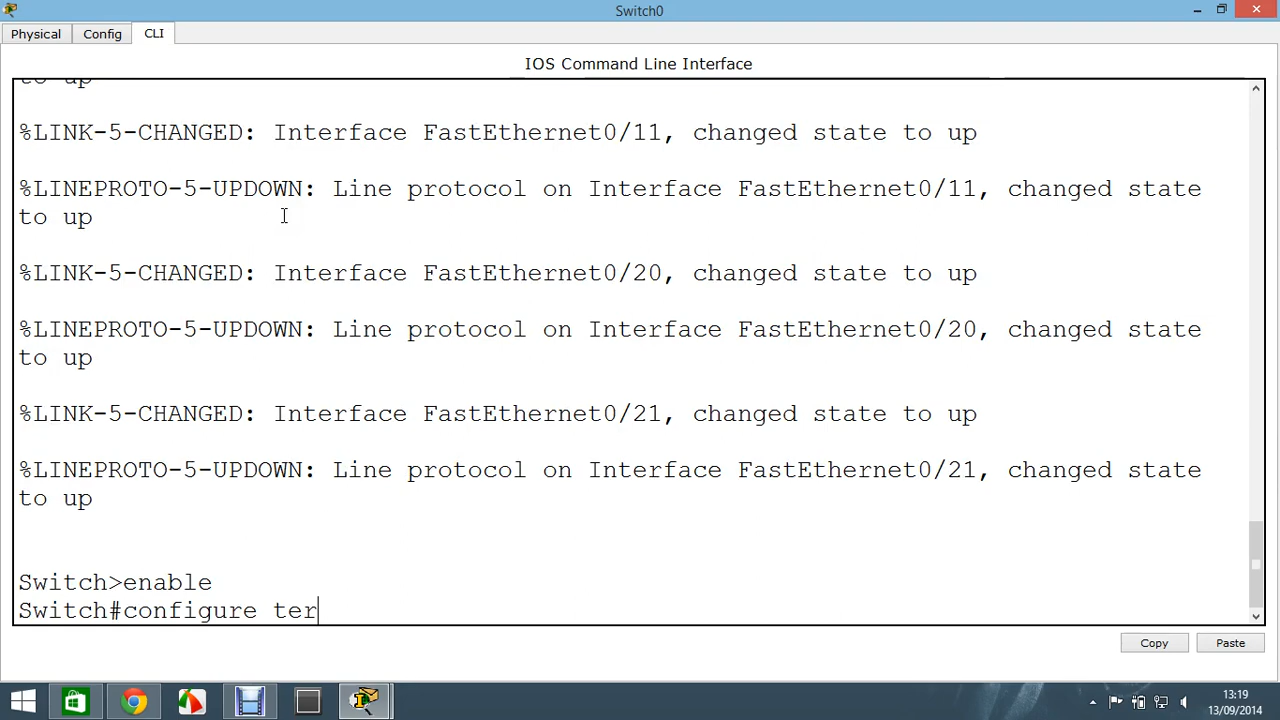 Switch0
Physical
Config
CLI
IOS Command Line Interface
to up
%LINK-5-CHANGED: Interface FastEthernet0/11, changed state to up
%LINEPROTO-5-UPDOWN: Line protocol on Interface FastEthernet0/11, changed state
to up
%LINK-5-CHANGED: Interface FastEthernet0/20, changed state to up
%LINEPROTO-5-UPDOWN: Line protocol on Interface FastEthernet0/20, changed state
to up
%LINK-5-CHANGED: Interface FastEthernet0/21, changed state to up
%LINEPROTO-5-UPDOWN: Line protocol on Interface FastEthernet0/21, changed state
to up
Switch>enable
Switch#configure ter
Copy
Paste
13:19
13/09/2014